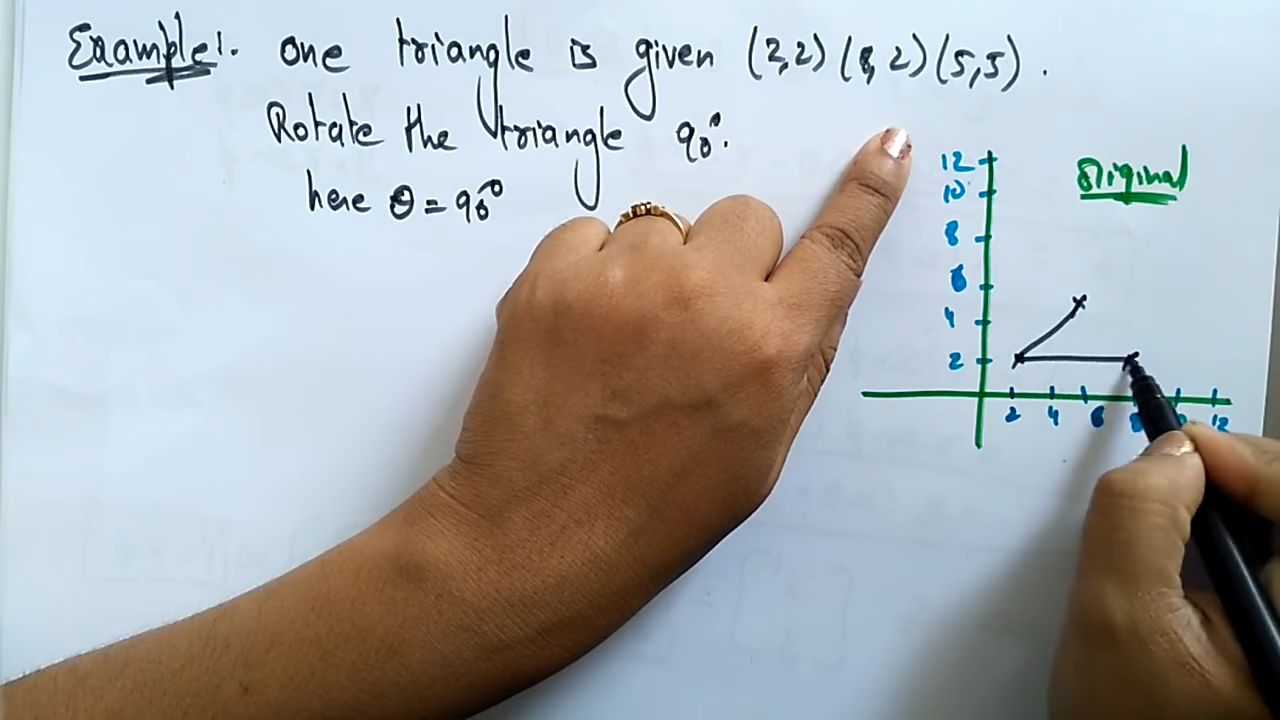 Example:- One triangle is given (2,2) (8,2) (5,5).
Rotate the triangle 90°.
here θ = 90°
Original
12
10
8
6
4
2
2 4 6 8 12